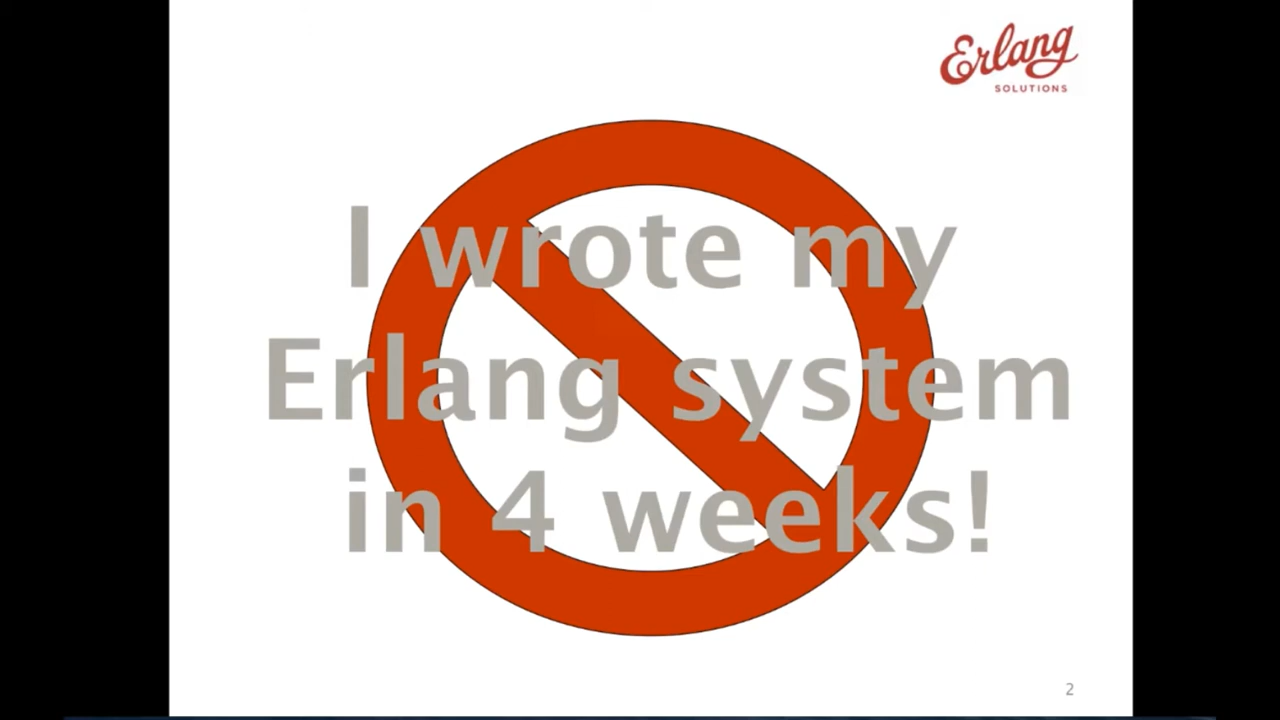 Erlang
SOLUTIONS
I wrote my
Erlang system
in 4 weeks!
2